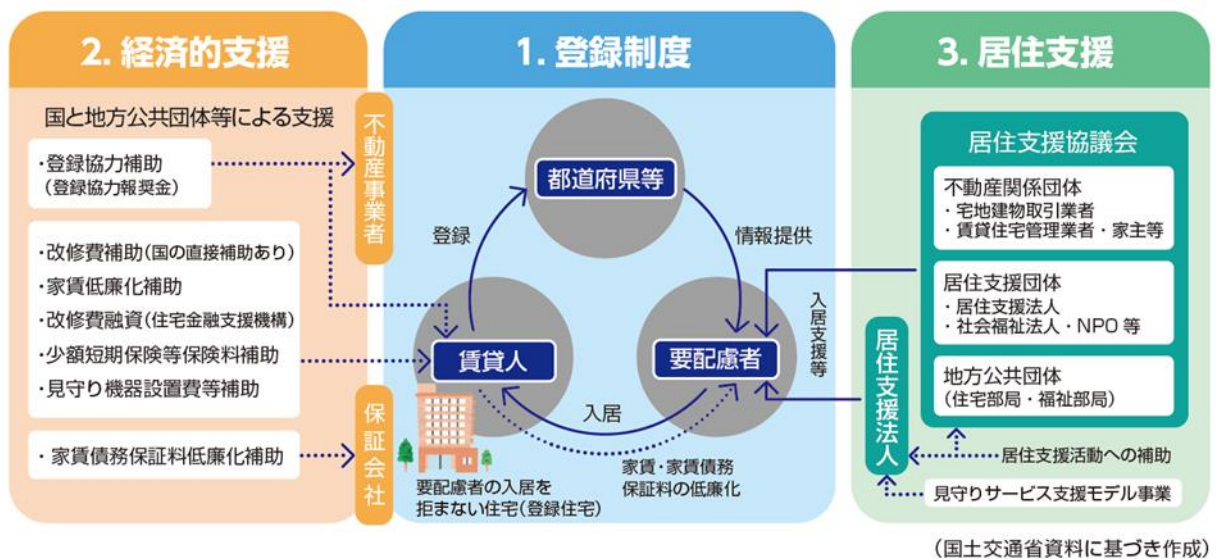 2. 経済的支援
国と地方公共団体等による支援
・登録協力補助
(登録協力報奨金)
・改修費補助(国の直接補助あり)
・家賃低廉化補助
・改修費融資(住宅金融支援機構)
・少額短期保険等保険料補助
・見守り機器設置費等補助
・家賃債務保証料低廉化補助
不動産事業者
保証会社
1. 登録制度
都道府県等
登録
情報提供
賃貸人
要配慮者
入居
家賃・家賃債務
保証料の低廉化
要配慮者の入居を
拒まない住宅(登録住宅)
入居支援等
3. 居住支援
居住支援協議会
不動産関係団体
・宅地建物取引業者
・賃貸住宅管理業者・家主等
居住支援団体
・居住支援法人
・社会福祉法人・NPO 等
地方公共団体
(住宅部局・福祉部局)
居住支援法人
居住支援活動への補助
見守りサービス支援モデル事業
(国土交通省資料に基づき作成)